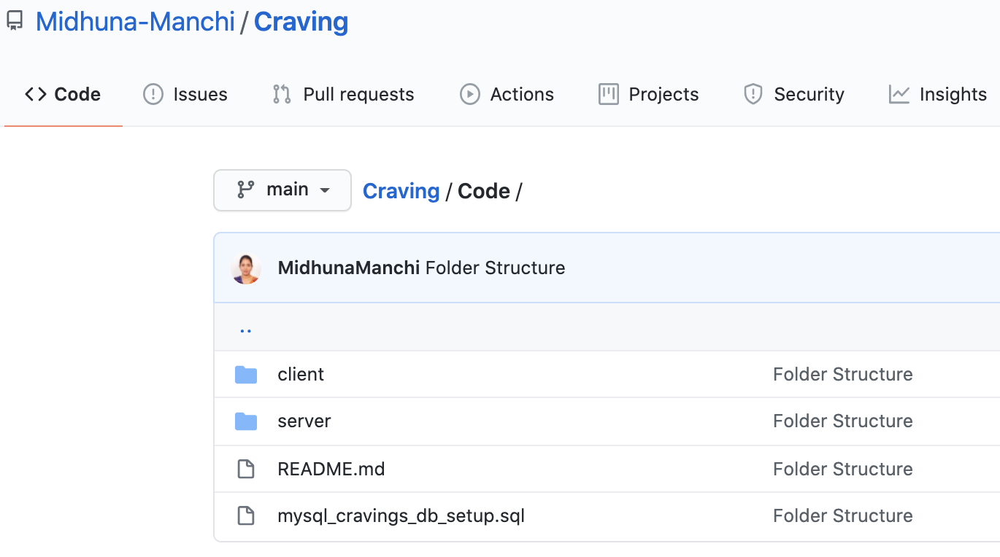 Midhuna-Manchi / Craving
Code Issues Pull requests Actions Projects Security Insights
main Craving / Code /
MidhunaManchi Folder Structure
..
client Folder Structure
server Folder Structure
README.md Folder Structure
mysql_cravings_db_setup.sql Folder Structure